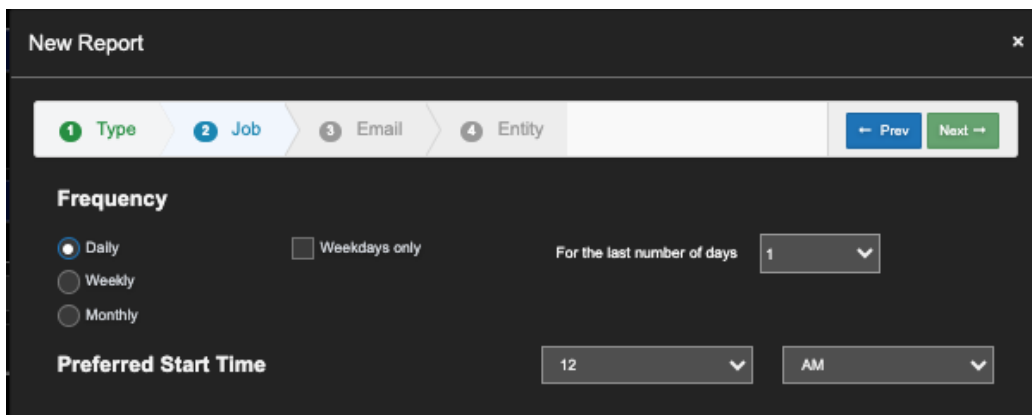 New Report ×
1 Type 2 Job 3 Email 4 Entity ← Prev Next →
Frequency
Daily Weekdays only For the last number of days 1
Weekly
Monthly
Preferred Start Time 12 AM